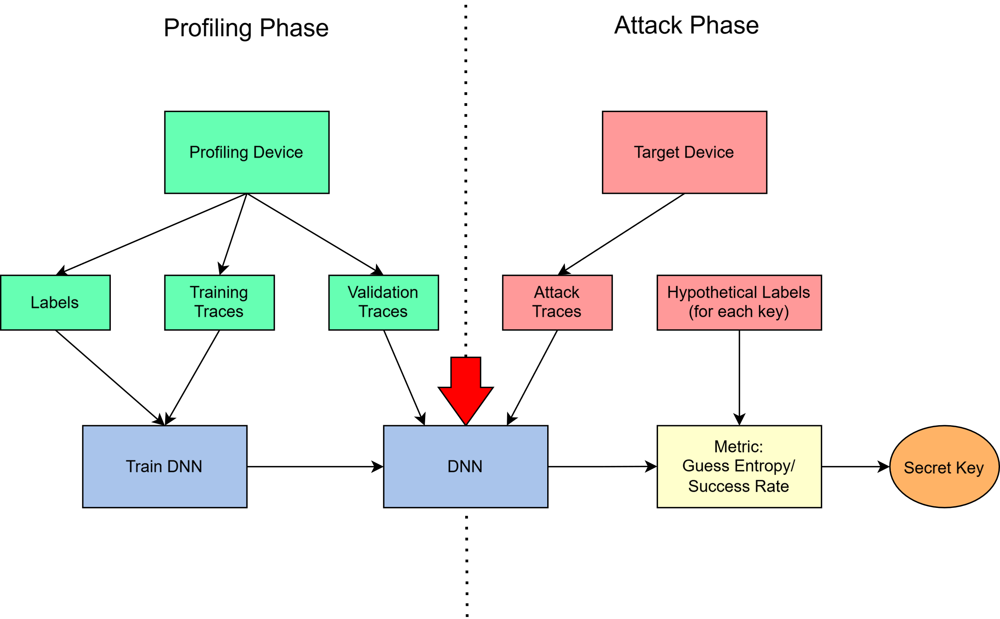 Profiling Phase
Attack Phase
Profiling Device
Target Device
Labels
Training
Traces
Validation
Traces
Attack
Traces
Hypothetical Labels
(for each key)
Train DNN
DNN
Metric:
Guess Entropy/
Success Rate
Secret Key